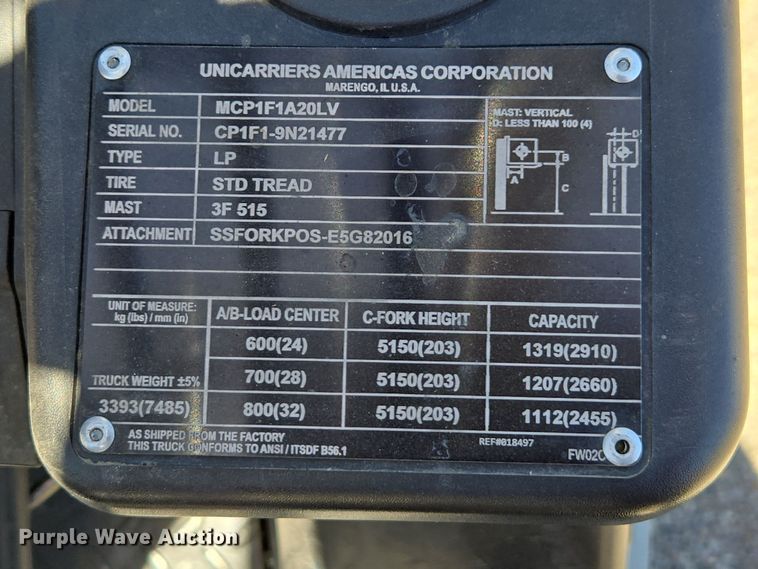 UNICARRIERS AMERICAS CORPORATION
MARENGO, IL U.S.A.
MODEL MCP1F1A20LV
SERIAL NO. CP1F1-9N21477
TYPE LP
TIRE STD TREAD
MAST 3F 515
ATTACHMENT SSFORKPOS-E5G82016
MAST: VERTICAL
D: LESS THAN 100 (4)
D
A
B
C
UNIT OF MEASURE:
kg (lbs) / mm (in)
A/B-LOAD CENTER C-FORK HEIGHT CAPACITY
600(24) 5150(203) 1319(2910)
TRUCK WEIGHT ±5% 700(28) 5150(203) 1207(2660)
3393(7485) 800(32) 5150(203) 1112(2455)
AS SHIPPED FROM THE FACTORY
THIS TRUCK CONFORMS TO ANSI / ITSDF B56.1
REF#818497
FW02C
Purple Wave Auction